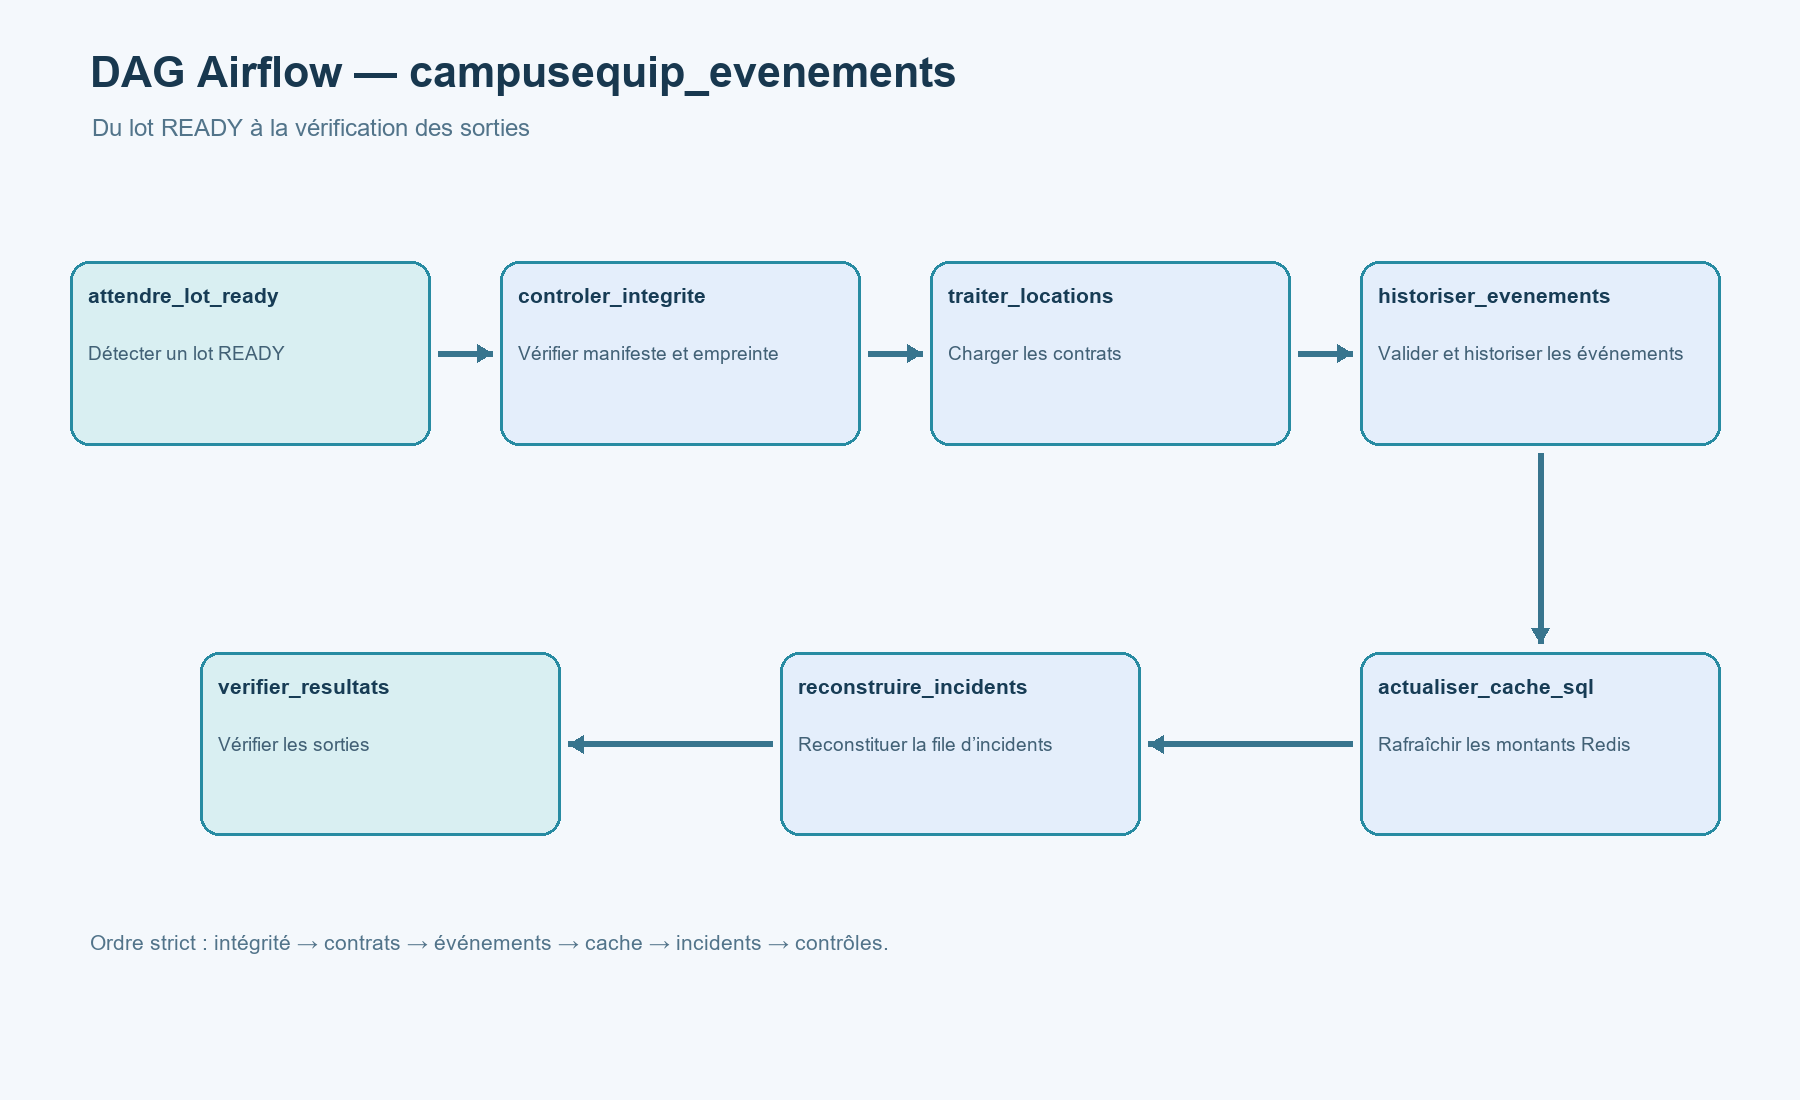 DAG Airflow — campusequip_evenements
Du lot READY à la vérification des sorties
attendre_lot_ready
Détecter un lot READY
controler_integrite
Vérifier manifeste et empreinte
traiter_locations
Charger les contrats
historiser_evenements
Valider et historiser les événements
actualiser_cache_sql
Rafraîchir les montants Redis
reconstruire_incidents
Reconstituer la file d’incidents
verifier_resultats
Vérifier les sorties
Ordre strict : intégrité → contrats → événements → cache → incidents → contrôles.